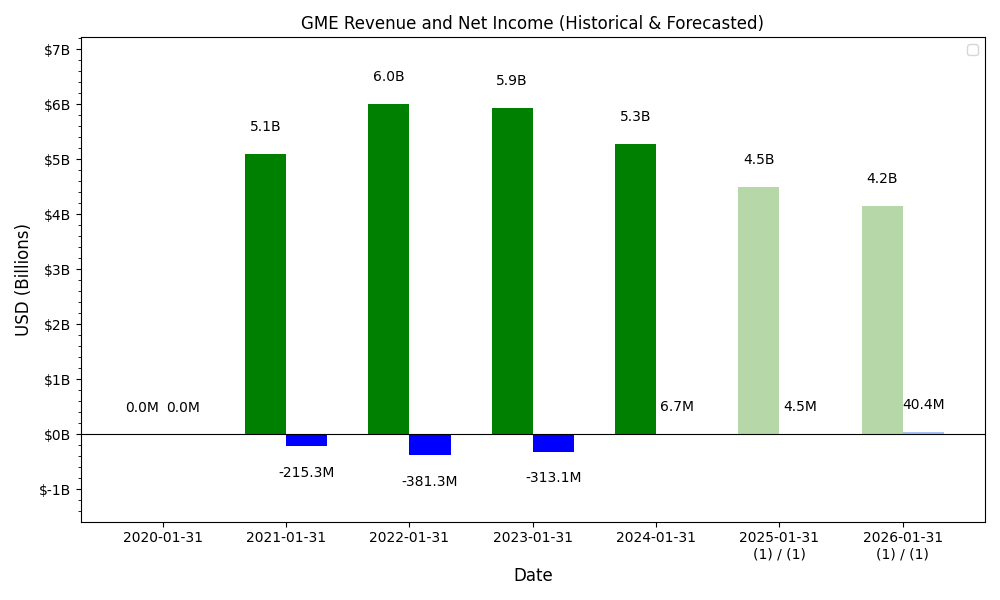 GME Revenue and Net Income (Historical & Forecasted)
$7B
$6B
$5B
$4B
$3B
$2B
$1B
$0B
$-1B
USD (Billions)
0.0M 0.0M
5.1B
-215.3M
6.0B
-381.3M
5.9B
-313.1M
5.3B
6.7M
4.5B
4.5M
4.2B
40.4M
2020-01-31
2021-01-31
2022-01-31
2023-01-31
2024-01-31
2025-01-31
(1) / (1)
2026-01-31
(1) / (1)
Date